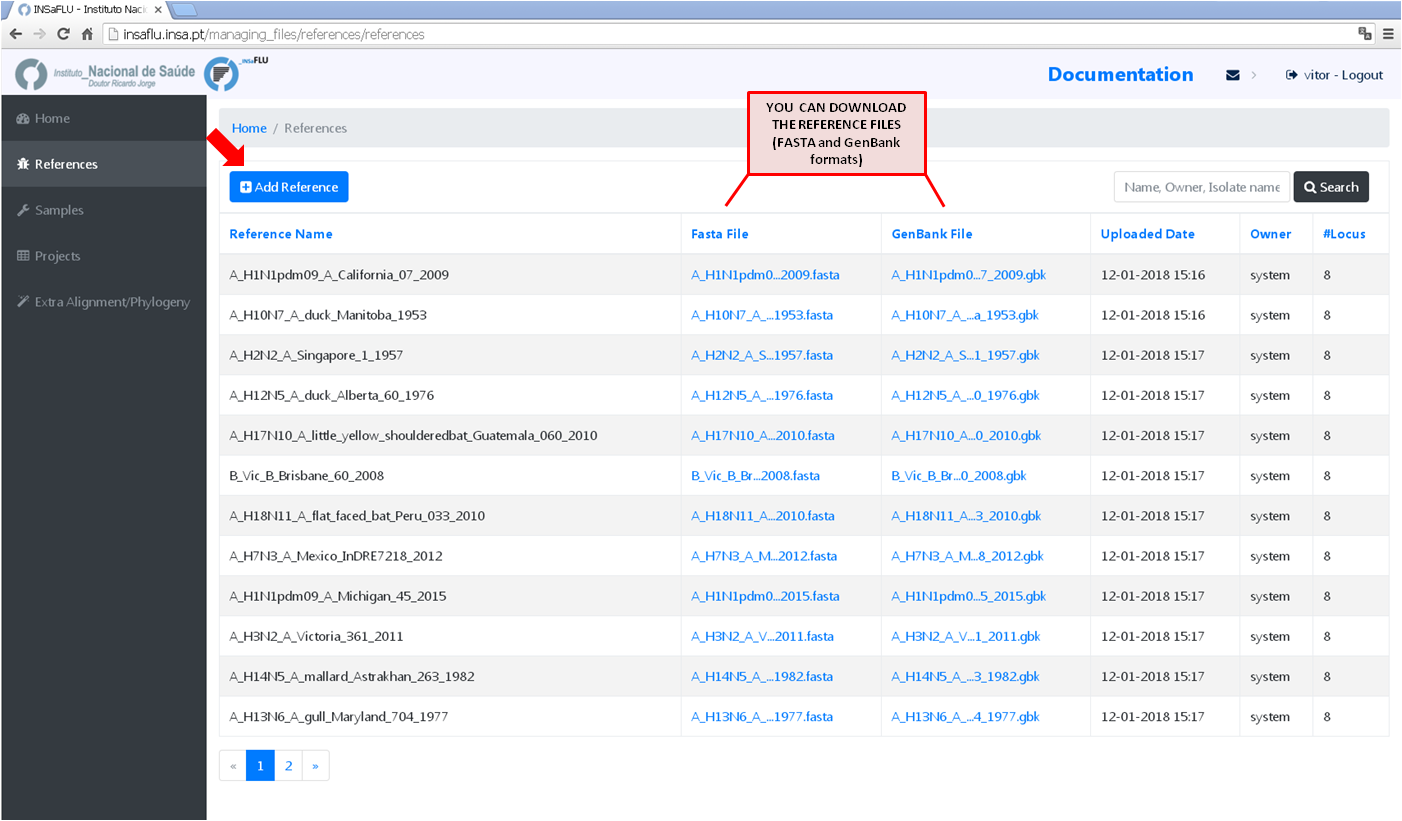 INSaFLU - Instituto Naci
insaflu.insa.pt/managing_files/references/references
Instituto_Nacional de Saúde
Doutor Ricardo Jorge
_INSaFLU
Documentation
vitor - Logout
Home
References
Samples
Projects
Extra Alignment/Phylogeny
Home / References
YOU CAN DOWNLOAD
THE REFERENCE FILES
(FASTA and GenBank
formats)
Add Reference
Name, Owner, Isolate name
Search
Reference Name Fasta File GenBank File Uploaded Date Owner #Locus
A_H1N1pdm09_A_California_07_2009 A_H1N1pdm0...2009.fasta A_H1N1pdm0...7_2009.gbk 12-01-2018 15:16 system 8
A_H10N7_A_duck_Manitoba_1953 A_H10N7_A_...1953.fasta A_H10N7_A_...a_1953.gbk 12-01-2018 15:16 system 8
A_H2N2_A_Singapore_1_1957 A_H2N2_A_S...1957.fasta A_H2N2_A_S...1_1957.gbk 12-01-2018 15:17 system 8
A_H12N5_A_duck_Alberta_60_1976 A_H12N5_A_...1976.fasta A_H12N5_A_...0_1976.gbk 12-01-2018 15:17 system 8
A_H17N10_A_little_yellow_shoulderedbat_Guatemala_060_2010 A_H17N10_A...2010.fasta A_H17N10_A...0_2010.gbk 12-01-2018 15:17 system 8
B_Vic_B_Brisbane_60_2008 B_Vic_B_Br...2008.fasta B_Vic_B_Br...0_2008.gbk 12-01-2018 15:17 system 8
A_H18N11_A_flat_faced_bat_Peru_033_2010 A_H18N11_A...2010.fasta A_H18N11_A...3_2010.gbk 12-01-2018 15:17 system 8
A_H7N3_A_Mexico_InDRE7218_2012 A_H7N3_A_M...2012.fasta A_H7N3_A_M...8_2012.gbk 12-01-2018 15:17 system 8
A_H1N1pdm09_A_Michigan_45_2015 A_H1N1pdm0...2015.fasta A_H1N1pdm0...5_2015.gbk 12-01-2018 15:17 system 8
A_H3N2_A_Victoria_361_2011 A_H3N2_A_V...2011.fasta A_H3N2_A_V...1_2011.gbk 12-01-2018 15:17 system 8
A_H14N5_A_mallard_Astrakhan_263_1982 A_H14N5_A_...1982.fasta A_H14N5_A_...3_1982.gbk 12-01-2018 15:17 system 8
A_H13N6_A_gull_Maryland_704_1977 A_H13N6_A_...1977.fasta A_H13N6_A_...4_1977.gbk 12-01-2018 15:17 system 8
« 1 2 »